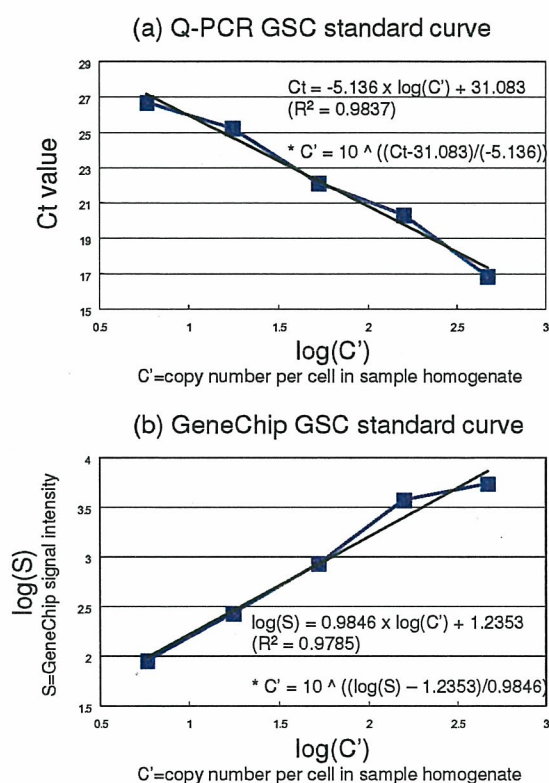 (a) Q-PCR GSC standard curve
29
27
25
23
21
19
17
15
Ct value
Ct = -5.136 x log(C') + 31.083
(R² = 0.9837)
* C' = 10 ^ ((Ct-31.083)/(-5.136))
0.5 1 1.5 2 2.5 3
log(C')
C'=copy number per cell in sample homogenate
(b) GeneChip GSC standard curve
4
3.5
3
2.5
2
1.5
log(S)
S=GeneChip signal intensity
log(S) = 0.9846 x log(C') + 1.2353
(R² = 0.9785)
* C' = 10 ^ ((log(S) – 1.2353)/0.9846)
0.5 1 1.5 2 2.5 3
log(C')
C'=copy number per cell in sample homogenate